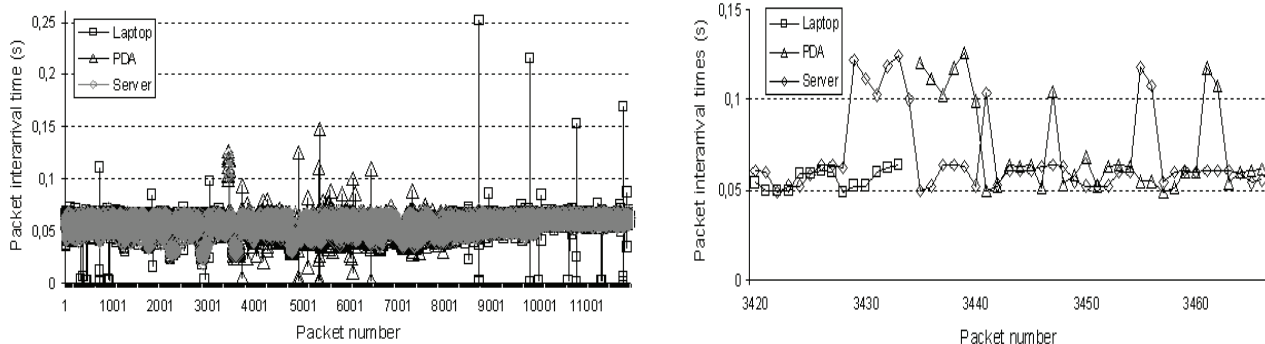 Packet interarrival time (s)
0,25
0,2
0,15
0,1
0,05
0
Laptop
PDA
Server
1 1001 2001 3001 4001 5001 6001 7001 8001 9001 10001 11001
Packet number
Packet interarrival times (s)
0,15
0,1
0,05
0
Laptop
PDA
Server
3420 3430 3440 3450 3460
Packet number